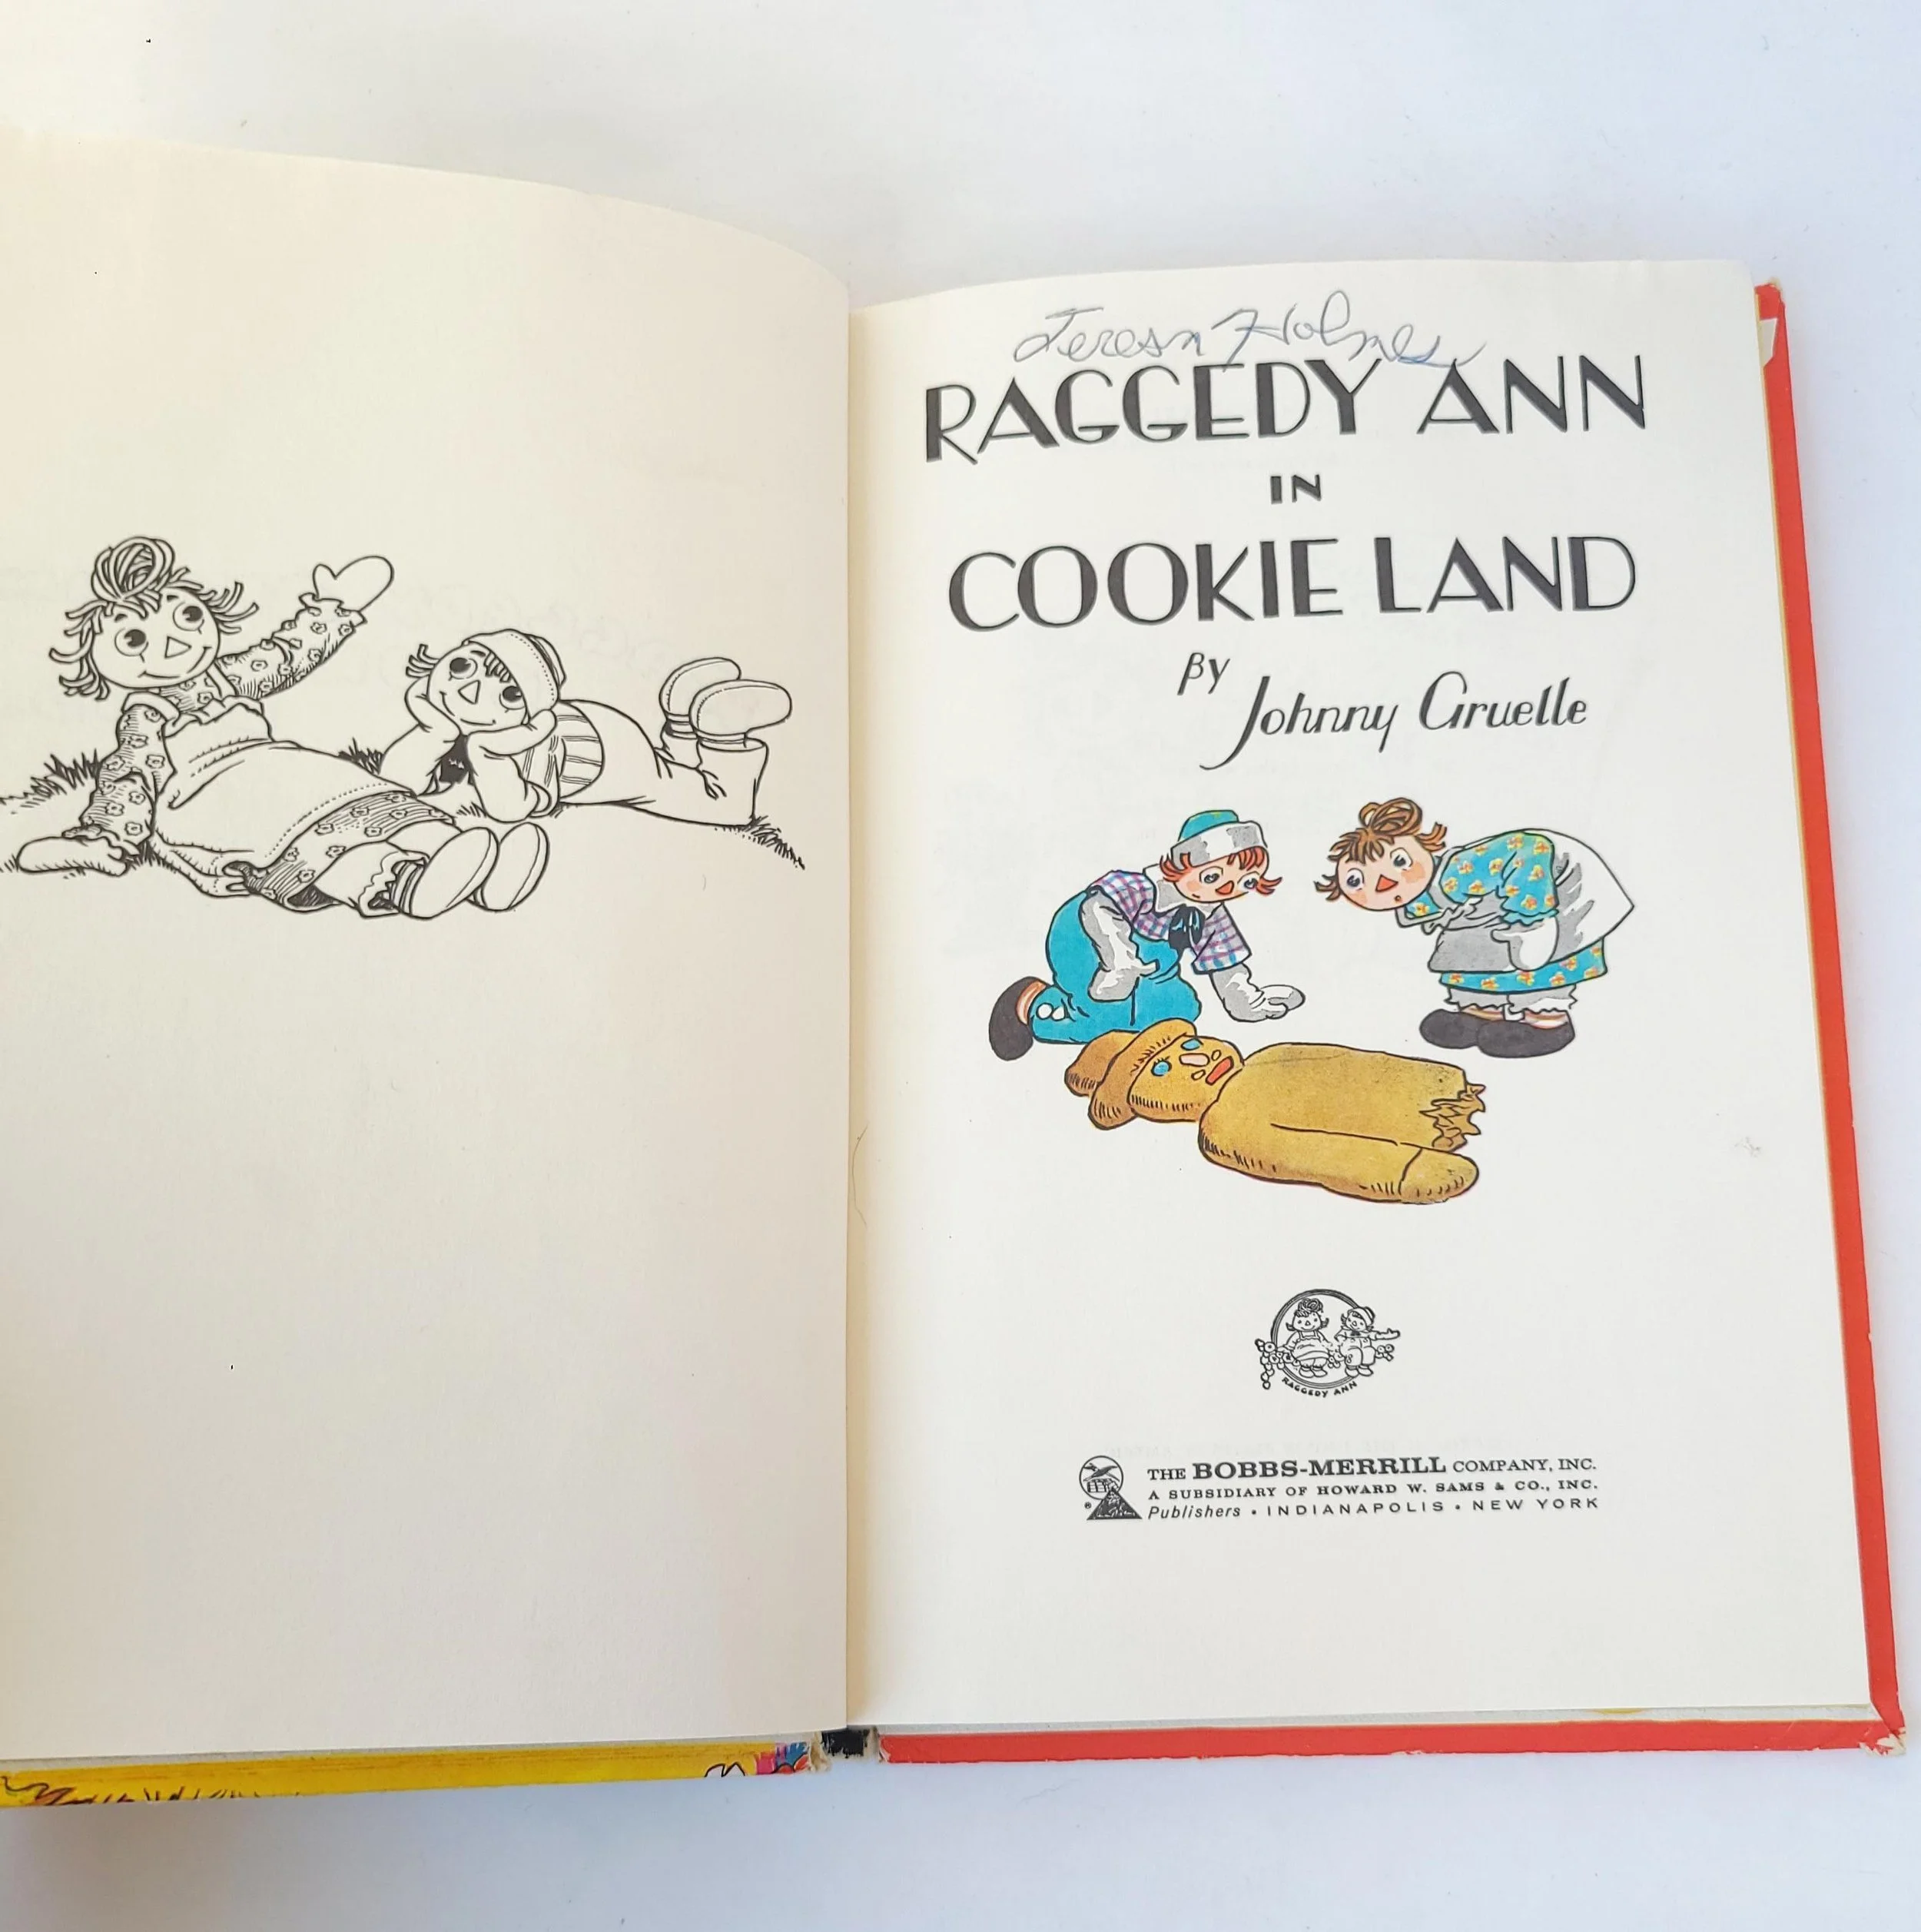 Teresa Holmes
RAGGEDY ANN
IN
COOKIE LAND
By Johnny Gruelle
RAGGEDY ANN
THE BOBBS-MERRILL COMPANY, INC.
A SUBSIDIARY OF HOWARD W. SAMS & CO., INC.
Publishers • INDIANAPOLIS • NEW YORK